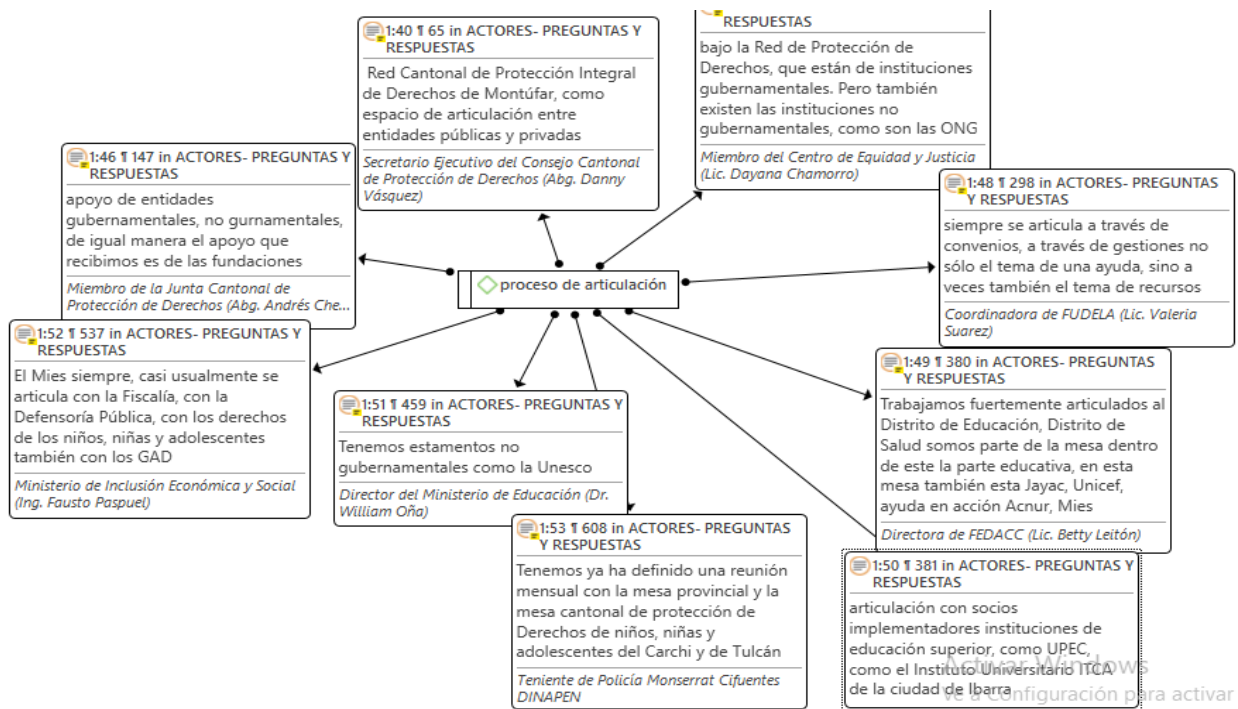 1:40 ¶ 65 in ACTORES- PREGUNTAS Y
RESPUESTAS
Red Cantonal de Protección Integral
de Derechos de Montúfar, como
espacio de articulación entre
entidades públicas y privadas
Secretario Ejecutivo del Consejo Cantonal
de Protección de Derechos (Abg. Danny
Vásquez)
RESPUESTAS
bajo la Red de Protección de
Derechos, que están de instituciones
gubernamentales. Pero también
existen las instituciones no
gubernamentales, como son las ONG
Miembro del Centro de Equidad y Justicia
(Lic. Dayana Chamorro)
1:46 ¶ 147 in ACTORES- PREGUNTAS Y
RESPUESTAS
apoyo de entidades
gubernamentales, no gurnamentales,
de igual manera el apoyo que
recibimos es de las fundaciones
Miembro de la Junta Cantonal de
Protección de Derechos (Abg. Andrés Che...
1:48 ¶ 298 in ACTORES- PREGUNTAS
Y RESPUESTAS
siempre se articula a través de
convenios, a través de gestiones no
sólo el tema de una ayuda, sino a
veces también el tema de recursos
Coordinadora de FUDELA (Lic. Valeria
Suarez)
proceso de articulación
1:52 ¶ 537 in ACTORES- PREGUNTAS Y
RESPUESTAS
El Mies siempre, casi usualmente se
articula con la Fiscalía, con la
Defensoría Pública, con los derechos
de los niños, niñas y adolescentes
también con los GAD
Ministerio de Inclusión Económica y Social
(Ing. Fausto Paspuel)
1:51 ¶ 459 in ACTORES- PREGUNTAS Y
RESPUESTAS
Tenemos estamentos no
gubernamentales como la Unesco
Director del Ministerio de Educación (Dr.
William Oña)
1:49 ¶ 380 in ACTORES- PREGUNTAS
Y RESPUESTAS
Trabajamos fuertemente articulados al
Distrito de Educación, Distrito de
Salud somos parte de la mesa dentro
de este la parte educativa, en esta
mesa también esta Jayac, Unicef,
ayuda en acción Acnur, Mies
Directora de FEDACC (Lic. Betty Leitón)
1:53 ¶ 608 in ACTORES- PREGUNTAS
Y RESPUESTAS
Tenemos ya ha definido una reunión
mensual con la mesa provincial y la
mesa cantonal de protección de
Derechos de niños, niñas y
adolescentes del Carchi y de Tulcán
Teniente de Policía Monserrat Cifuentes
DINAPEN
1:50 ¶ 381 in ACTORES- PREGUNTAS Y
RESPUESTAS
articulación con socios
implementadores instituciones de
educación superior, como UPEC,
como el Instituto Universitario ITCA
de la ciudad de Ibarra
Activar Windows
Ve a Configuración para activar